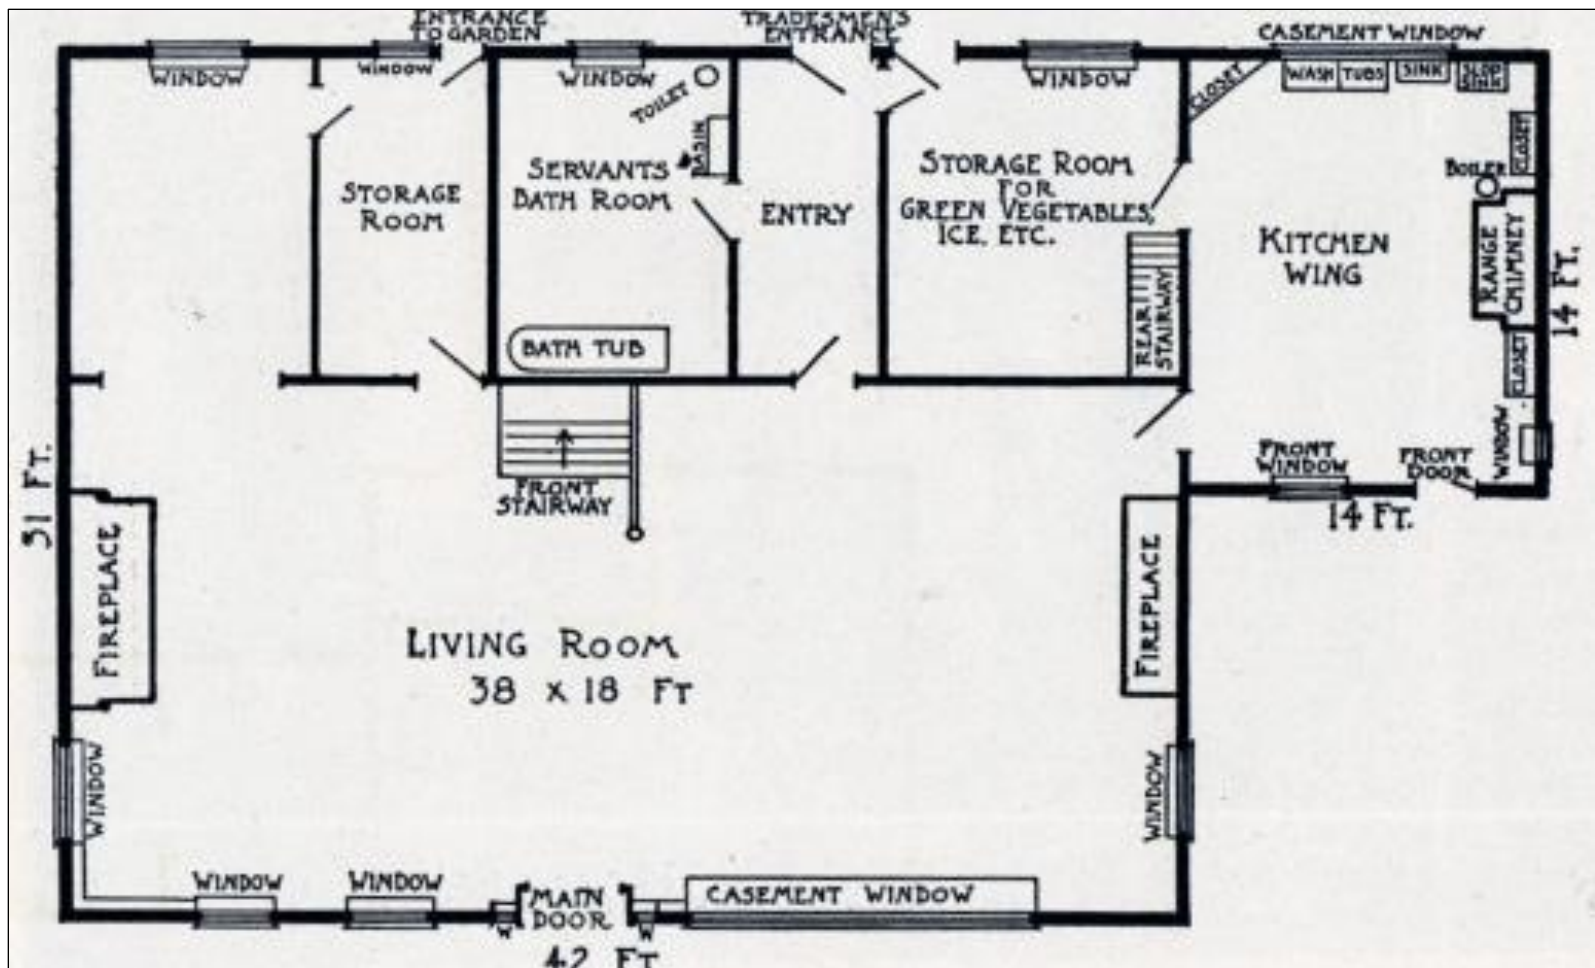 ENTRANCE
TO GARDEN
TRADESMEN'S
ENTRANCE
CASEMENT WINDOW
WINDOW
WINDOW
WINDOW
WINDOW
TOILET
BASIN
CLOSET
WASH TUBS
SINK
SLOP
SINK
CLOSET
BOILER
STORAGE
ROOM
SERVANTS
BATH ROOM
ENTRY
STORAGE ROOM
FOR
GREEN VEGETABLES,
ICE, ETC.
KITCHEN
WING
RANGE
CHIMNEY
14 FT.
BATH TUB
REAR
STAIRWAY
CLOSET
WINDOW
FRONT
WINDOW
FRONT
DOOR
14 FT.
FRONT
STAIRWAY
31 FT.
FIREPLACE
FIREPLACE
LIVING ROOM
38 X 18 FT
WINDOW
WINDOW
WINDOW
WINDOW
MAIN
DOOR
W
W
CASEMENT WINDOW
42 FT